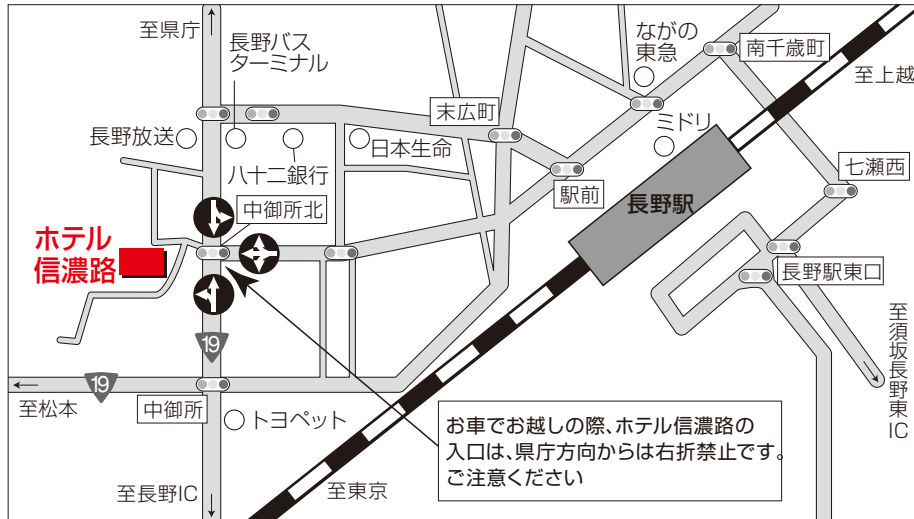 至県庁
長野バス
ターミナル
ながの
東急
南千歳町
至上越
末広町
長野放送
八十二銀行
日本生命
ミドリ
駅前
七瀬西
長野駅
中御所北
ホテル
信濃路
長野駅東口
19
19
至松本
中御所
トヨペット
至長野IC
至東京
至須坂長野東IC
お車でお越しの際、ホテル信濃路の
入口は、県庁方向からは右折禁止です。
ご注意ください